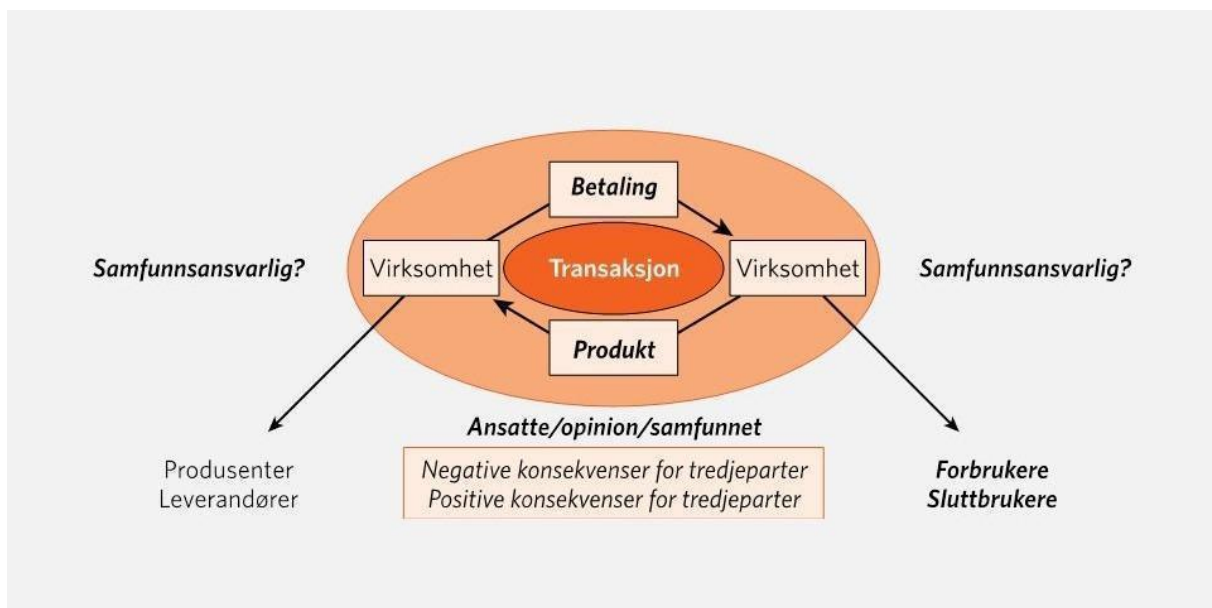 Betaling
Samfunnsansvarlig?
Virksomhet
Transaksjon
Virksomhet
Samfunnsansvarlig?
Produkt
Ansatte/opinion/samfunnet
Produsenter
Leverandører
Negative konsekvenser for tredjeparter
Positive konsekvenser for tredjeparter
Forbrukere
Sluttbrukere